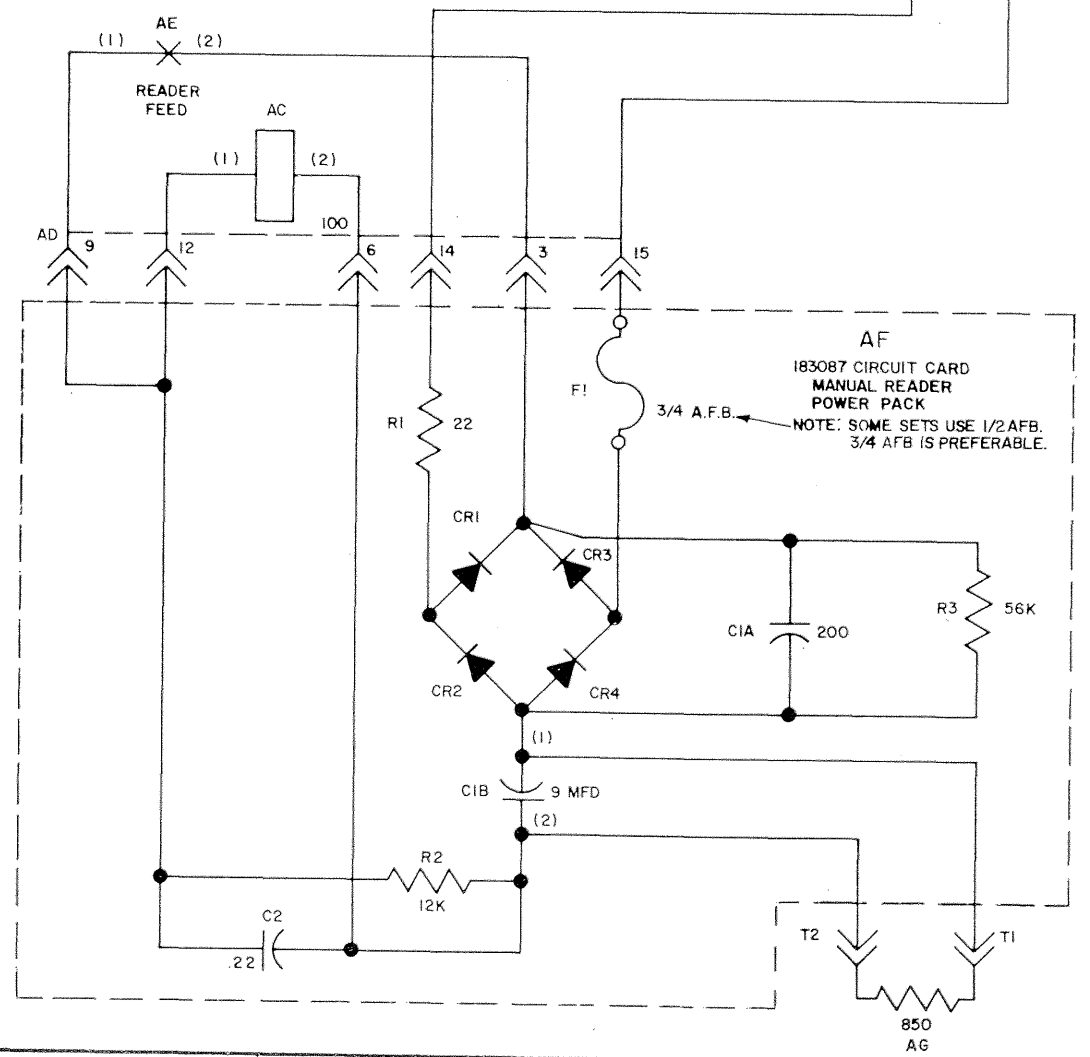 AE
(1)
(2)
READER
FEED
AC
(1)
(2)
100
AD
9
12
6
14
3
15
AF
183087 CIRCUIT CARD
MANUAL READER
POWER PACK
NOTE: SOME SETS USE 1/2 AFB.
3/4 AFB IS PREFERABLE.
F!
3/4 A.F.B.
R1
22
CR1
CR3
CR2
CR4
C1A
200
R3
56K
(1)
C1B
9 MFD
(2)
R2
12K
C2
.22
T2
T1
850
AG